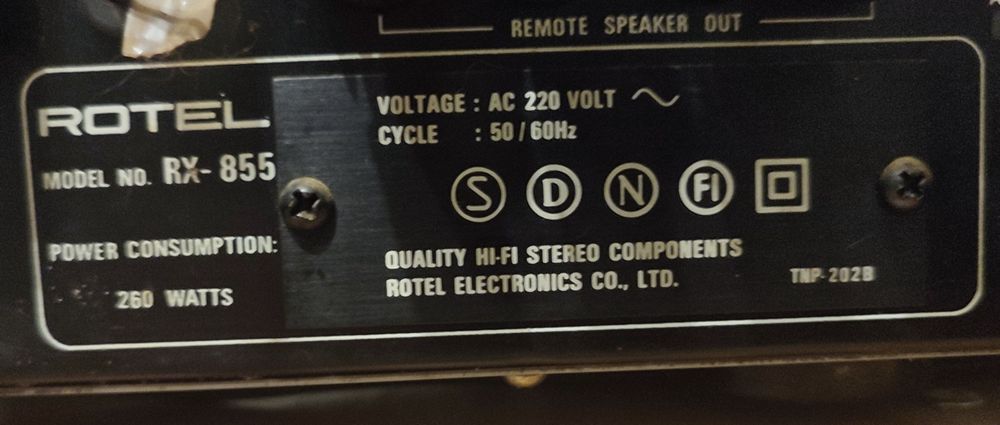 REMOTE SPEAKER OUT
ROTEL
MODEL NO. RX-855
POWER CONSUMPTION:
260 WATTS
VOLTAGE : AC 220 VOLT
CYCLE : 50/60Hz
S D N FI
QUALITY HI-FI STEREO COMPONENTS
ROTEL ELECTRONICS CO., LTD.
TNP-202B